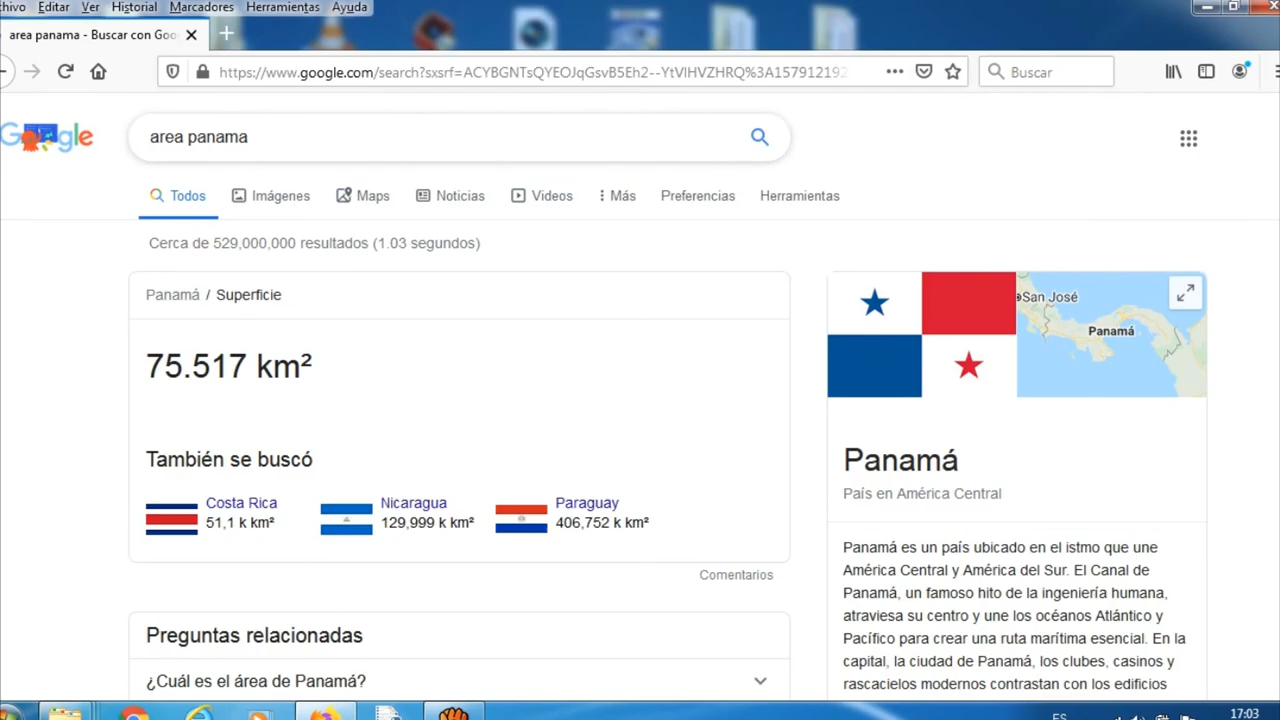 chivo Editar Ver Historial Marcadores Herramientas Ayuda
area panama - Buscar con Goo
https://www.google.com/search?sxsrf=ACYBGNTsQYEOJqGsvB5Eh2--YtVlHVZHRQ%3A157912192
Buscar
Google
area panama
Todos Imágenes Maps Noticias Videos Más Preferencias Herramientas
Cerca de 529,000,000 resultados (1.03 segundos)
Panamá / Superficie
75.517 km²
También se buscó
Costa Rica
51,1 k km²
Nicaragua
129,999 k km²
Paraguay
406,752 k km²
Comentarios
Preguntas relacionadas
¿Cuál es el área de Panamá?
San José
Panamá
Panamá
País en América Central
Panamá es un país ubicado en el istmo que une
América Central y América del Sur. El Canal de
Panamá, un famoso hito de la ingeniería humana,
atraviesa su centro y une los océanos Atlántico y
Pacífico para crear una ruta marítima esencial. En la
capital, la ciudad de Panamá, los clubes, casinos y
rascacielos modernos contrastan con los edificios
ES
17:03